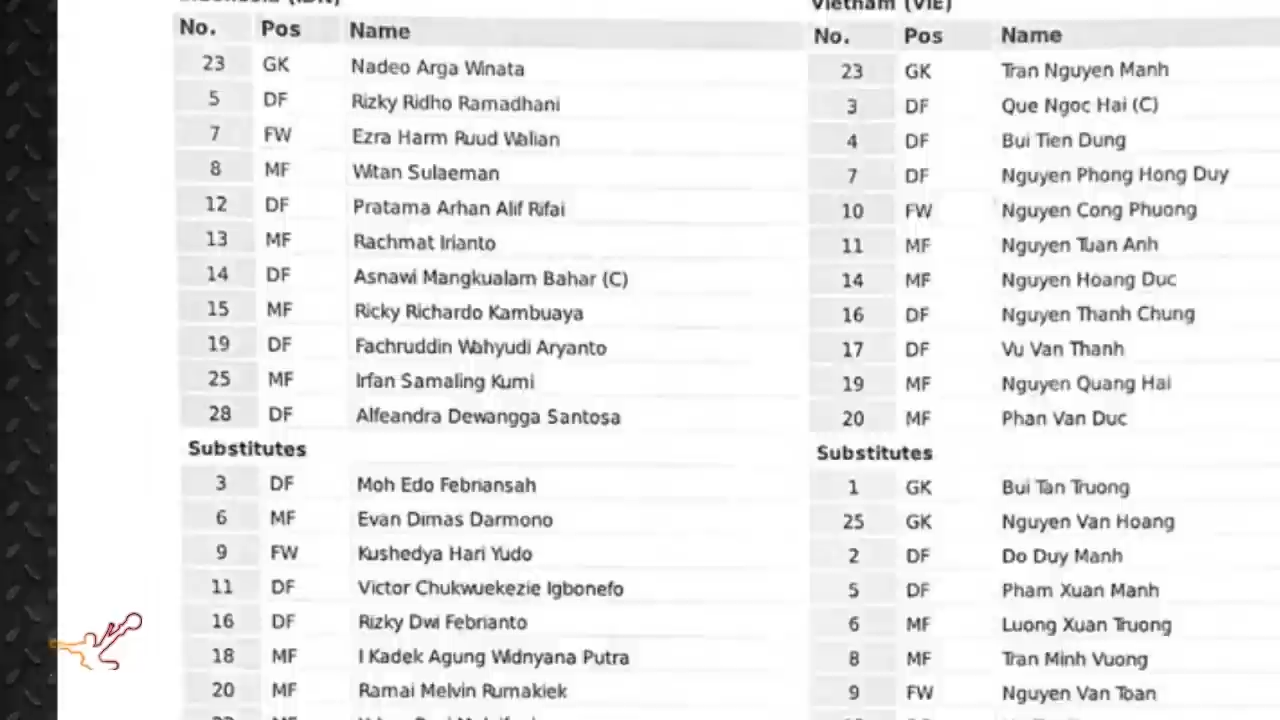 Vietnam (VIE)
No. Pos Name
23 GK Nadeo Arga Winata
5 DF Rizky Ridho Ramadhani
7 FW Ezra Harm Ruud Walian
8 MF Witan Sulaeman
12 DF Pratama Arhan Alif Rifai
13 MF Rachmat Irianto
14 DF Asnawi Mangkualam Bahar (C)
15 MF Ricky Richardo Kambuaya
19 DF Fachruddin Wahyudi Aryanto
25 MF Irfan Samaling Kumi
28 DF Alfeandra Dewangga Santosa
Substitutes
3 DF Moh Edo Febriansah
6 MF Evan Dimas Darmono
9 FW Kushedya Hari Yudo
11 DF Victor Chukwuekezie Igbonefo
16 DF Rizky Dwi Febrianto
18 MF I Kadek Agung Widnyana Putra
20 MF Ramai Melvin Rumakiek
No. Pos Name
23 GK Tran Nguyen Manh
3 DF Que Ngoc Hai (C)
4 DF Bui Tien Dung
7 DF Nguyen Phong Hong Duy
10 FW Nguyen Cong Phuong
11 MF Nguyen Tuan Anh
14 MF Nguyen Hoang Duc
16 DF Nguyen Thanh Chung
17 DF Vu Van Thanh
19 MF Nguyen Quang Hai
20 MF Phan Van Duc
Substitutes
1 GK Bui Tan Truong
25 GK Nguyen Van Hoang
2 DF Do Duy Manh
5 DF Pham Xuan Manh
6 MF Luong Xuan Truong
8 MF Tran Minh Vuong
9 FW Nguyen Van Toan